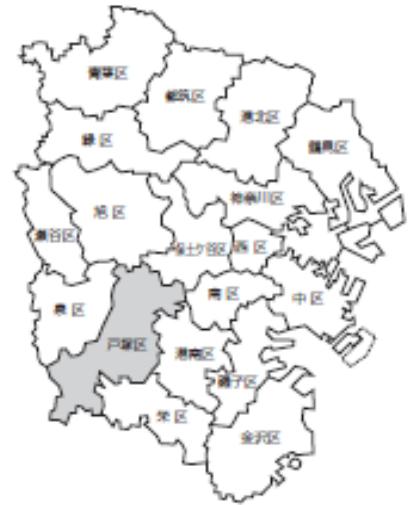 青葉区
都筑区
港北区
鶴見区
緑区
神奈川区
旭区
瀬谷区
保土ケ谷区
西区
泉区
南区
中区
戸塚区
港南区
磯子区
栄区
金沢区